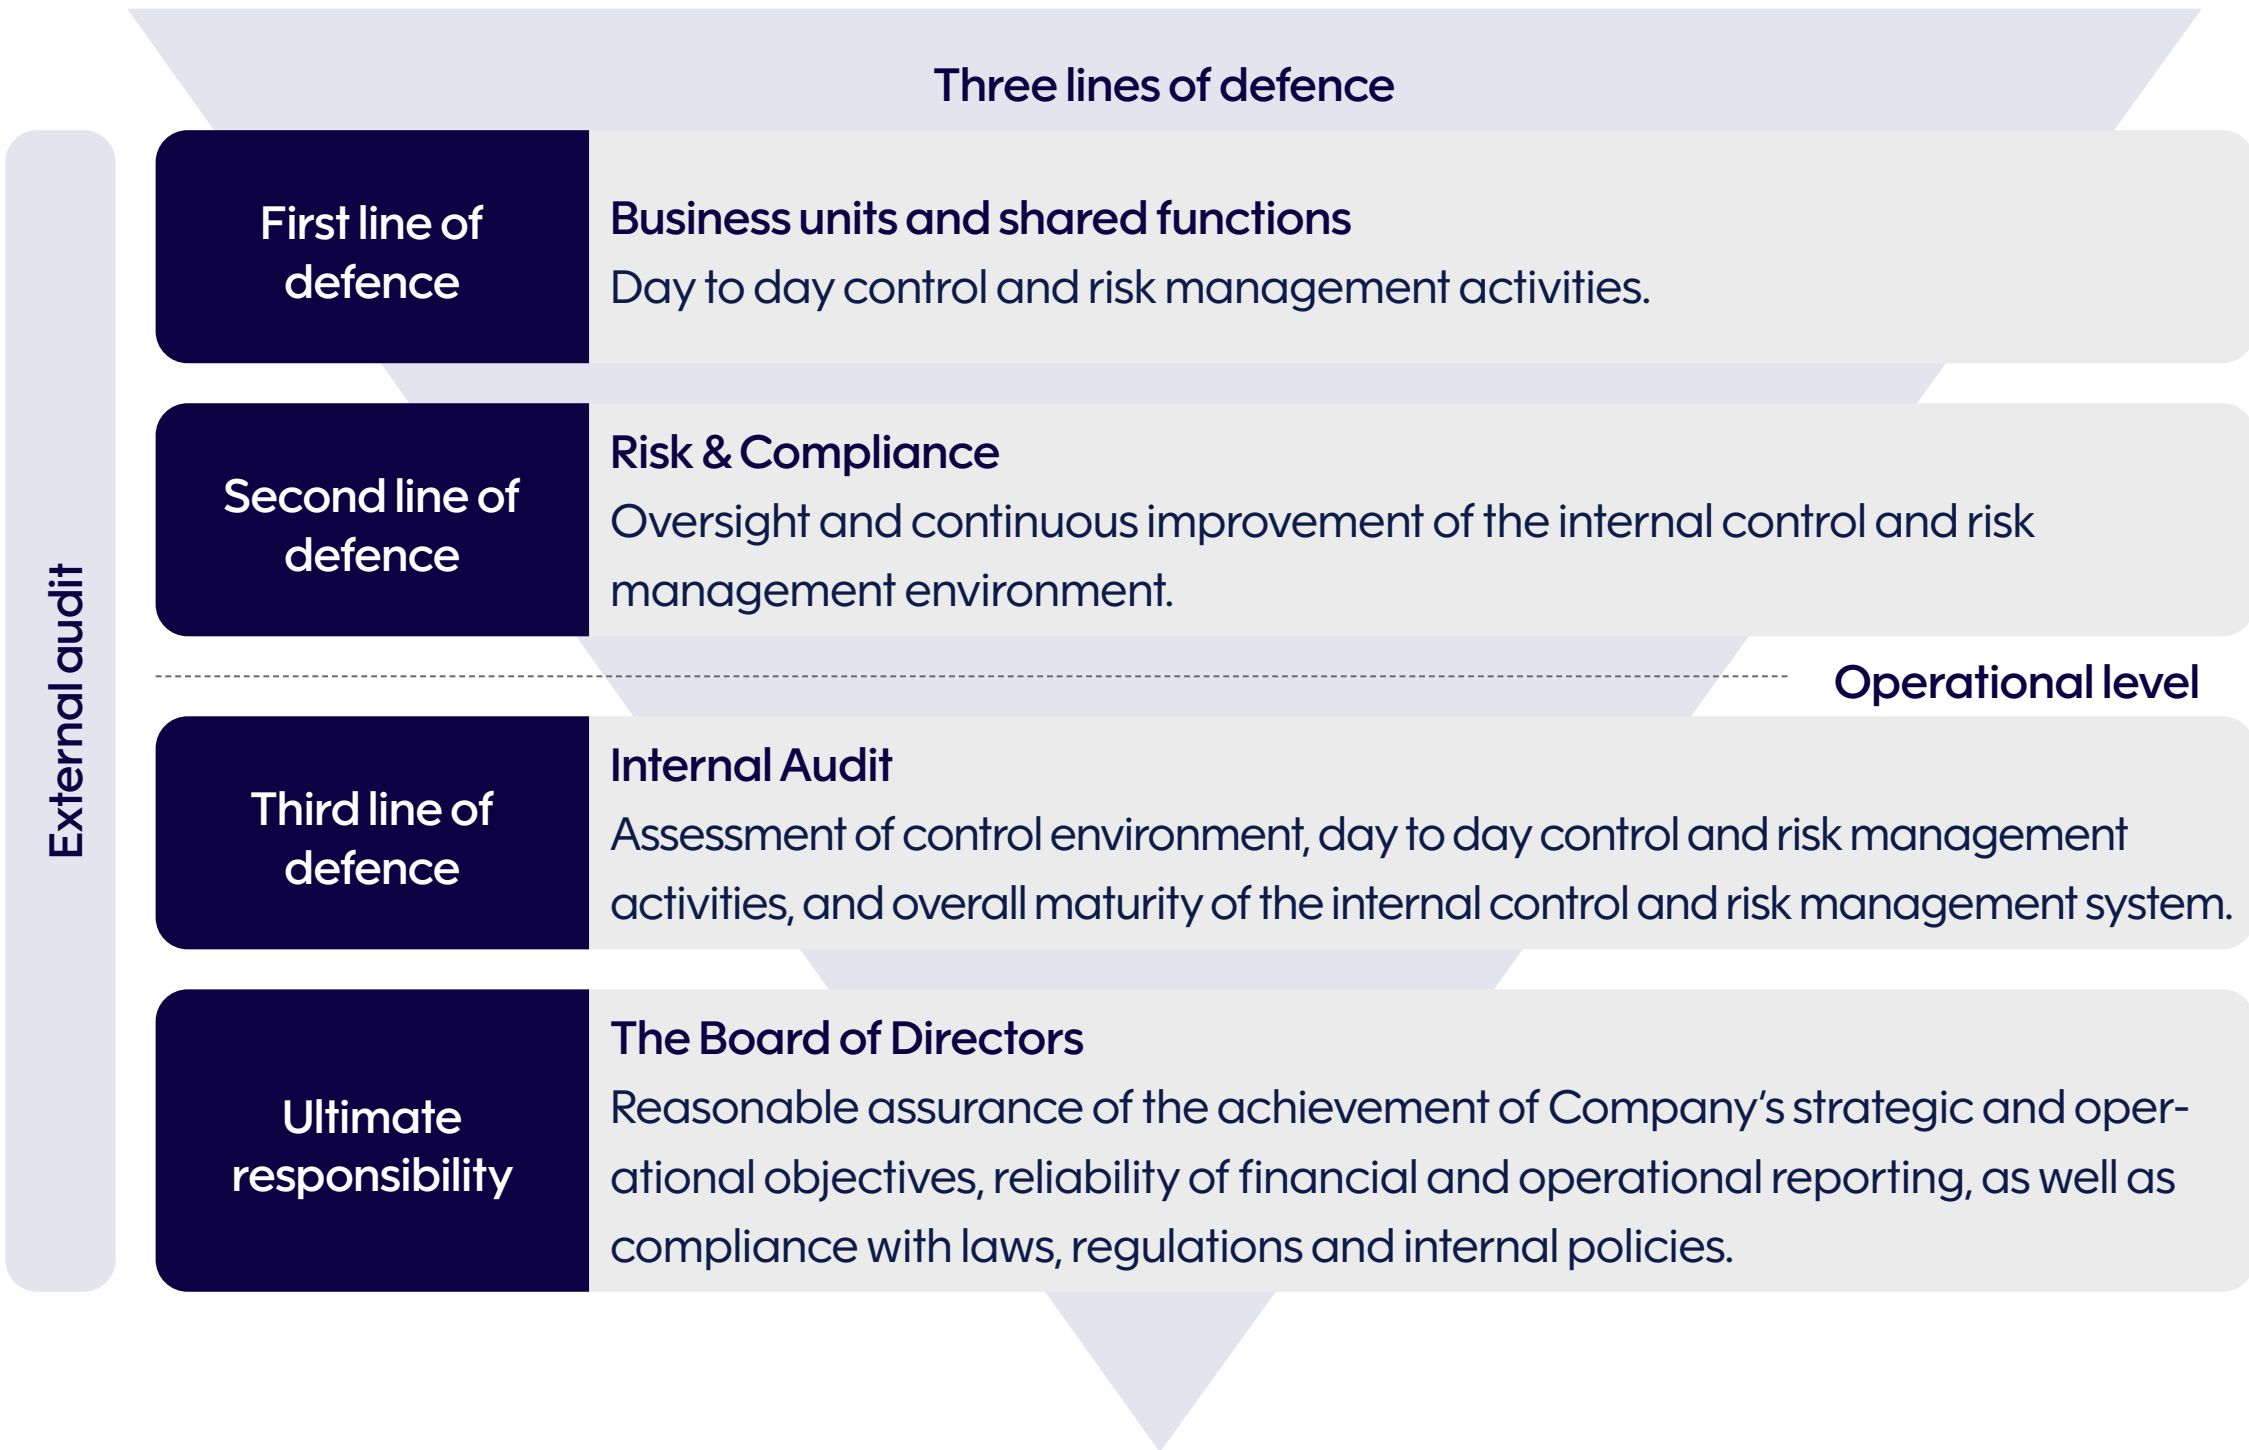 Three lines of defence
External audit
First line of
defence
Business units and shared functions
Day to day control and risk management activities.
Second line of
defence
Risk & Compliance
Oversight and continuous improvement of the internal control and risk
management environment.
Operational level
Third line of
defence
Internal Audit
Assessment of control environment, day to day control and risk management
activities, and overall maturity of the internal control and risk management system.
Ultimate
responsibility
The Board of Directors
Reasonable assurance of the achievement of Company’s strategic and oper-
ational objectives, reliability of financial and operational reporting, as well as
compliance with laws, regulations and internal policies.